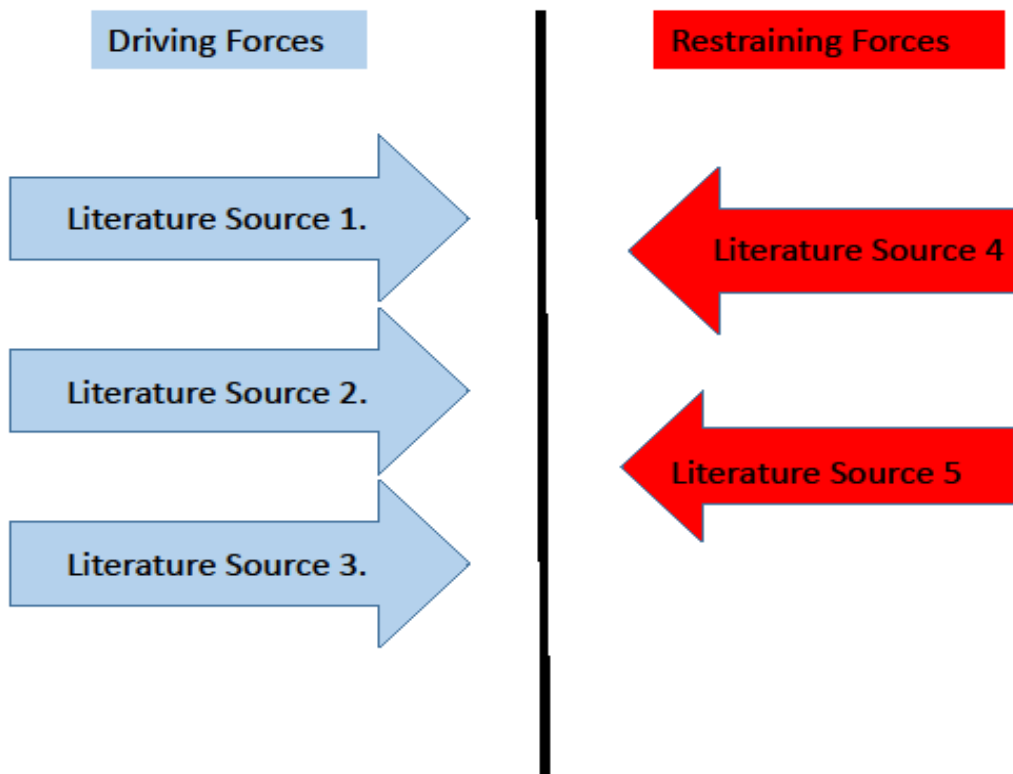 Driving Forces
Restraining Forces
Literature Source 1.
Literature Source 4
Literature Source 2.
Literature Source 5
Literature Source 3.